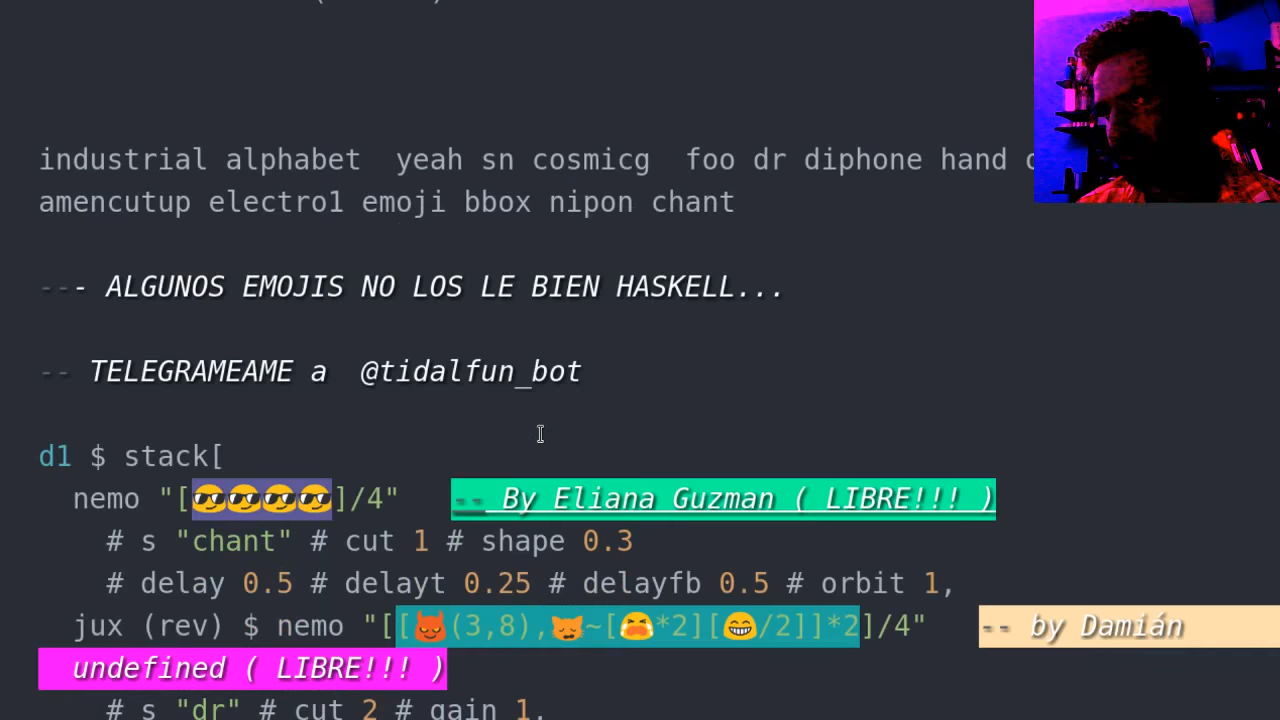 industrial alphabet  yeah sn cosmicg  foo dr diphone hand
amencutup electro1 emoji bbox nipon chant
--- ALGUNOS EMOJIS NO LOS LE BIEN HASKELL...
-- TELEGRAMEAME a  @tidalfun_bot
d1 $ stack[
nemo "[😎😎😎😎]/4"   -- By Eliana Guzman ( LIBRE!!! )
# s "chant" # cut 1 # shape 0.3
# delay 0.5 # delayt 0.25 # delayfb 0.5 # orbit 1,
jux (rev) $ nemo "[[👿(3,8),😿~[😭*2][😁/2]]*2]/4"   -- by Damián
undefined ( LIBRE!!! )
# s "dr" # cut 2 # gain 1,